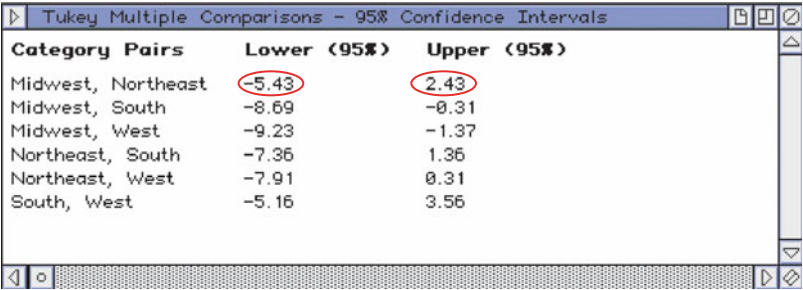 Tukey Multiple Comparisons - 95% Confidence Intervals
Category Pairs Lower (95%) Upper (95%)
Midwest, Northeast -5.43 2.43
Midwest, South -8.69 -0.31
Midwest, West -9.23 -1.37
Northeast, South -7.36 1.36
Northeast, West -7.91 0.31
South, West -5.16 3.56